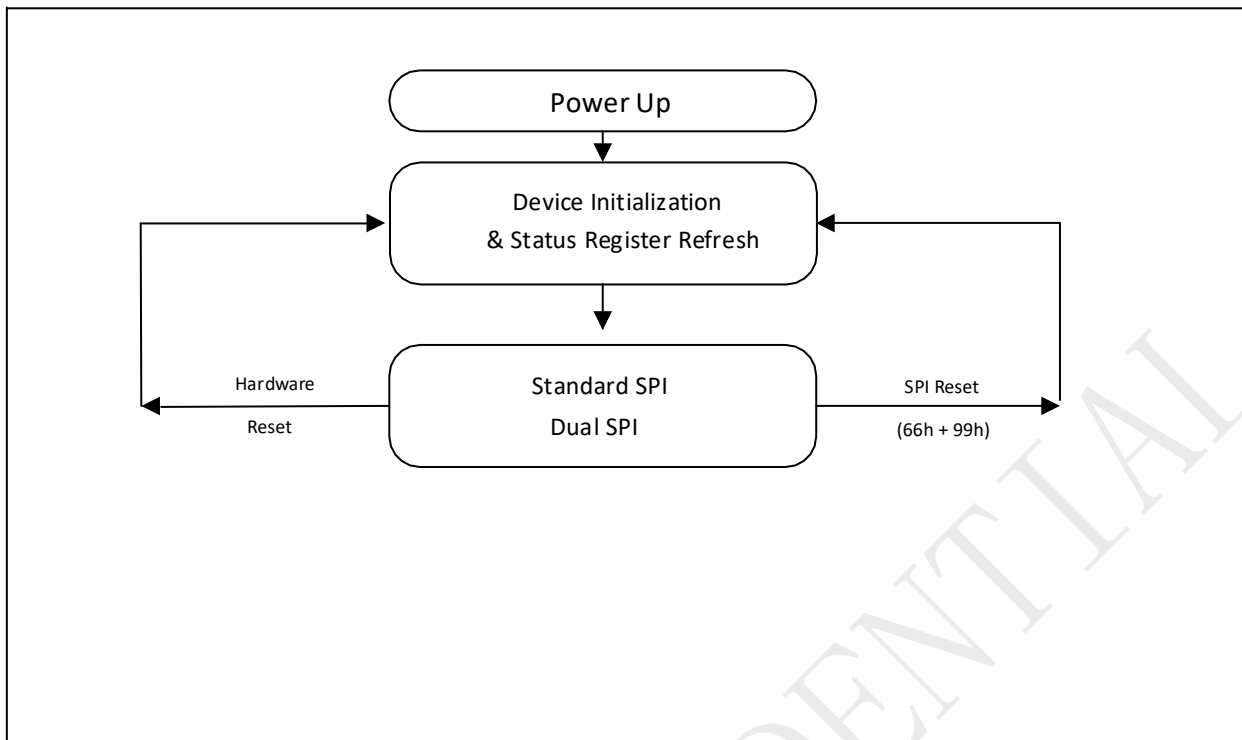 Power Up
Device Initialization
& Status Register Refresh
Hardware
Reset
Standard SPI
Dual SPI
SPI Reset
(66h + 99h)